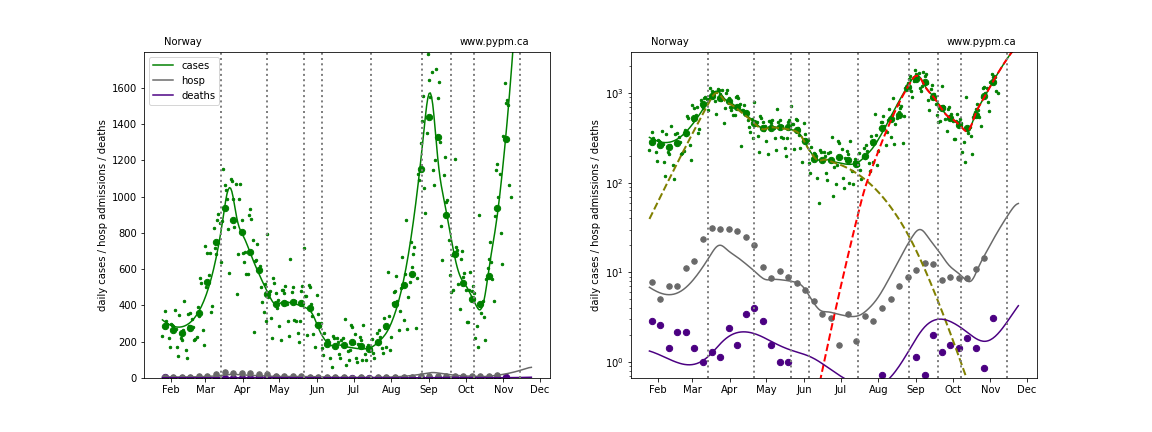 Norway www.pypm.ca
cases
hosp
deaths
daily cases / hosp admissions / deaths
1600
1400
1200
1000
800
600
400
200
0
Feb Mar Apr May Jun Jul Aug Sep Oct Nov Dec
Norway www.pypm.ca
daily cases / hosp admissions / deaths
10³
10²
10¹
10⁰
Feb Mar Apr May Jun Jul Aug Sep Oct Nov Dec